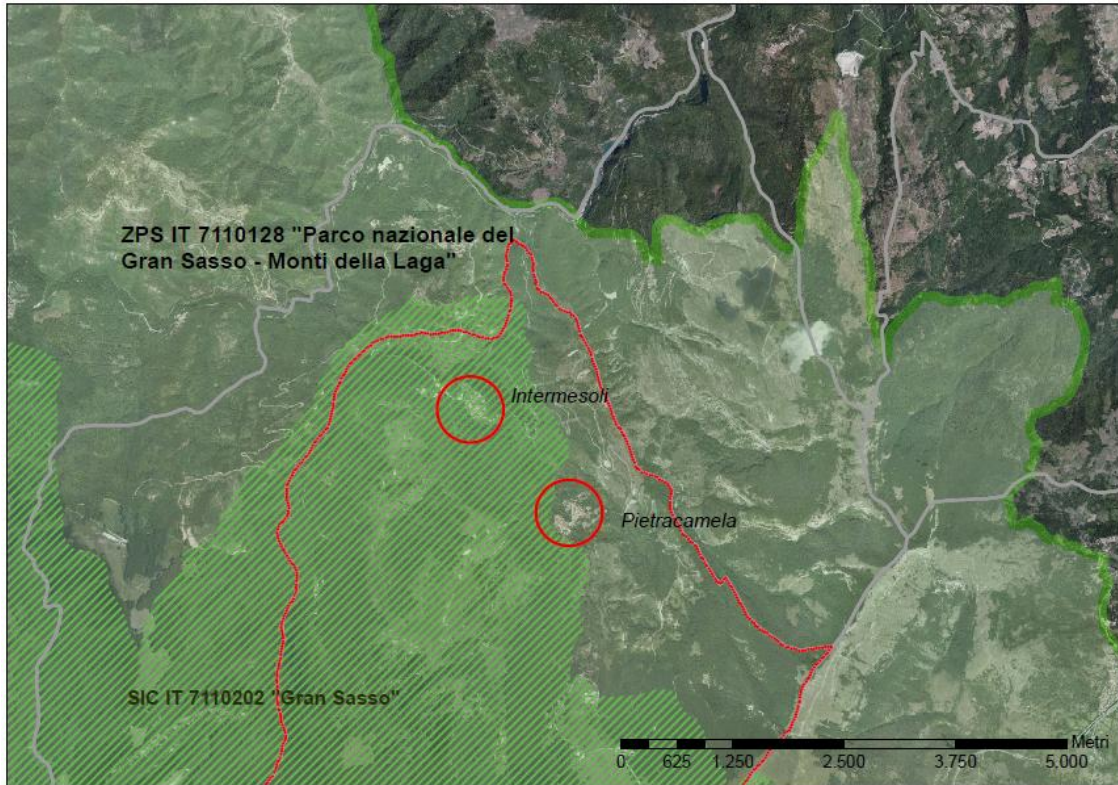 ZPS IT 7110128 "Parco nazionale del
Gran Sasso - Monti della Laga"
Intermesoli
Pietracamela
SIC IT 7110202 "Gran Sasso"
Metri
0 625 1.250 2.500 3.750 5.000